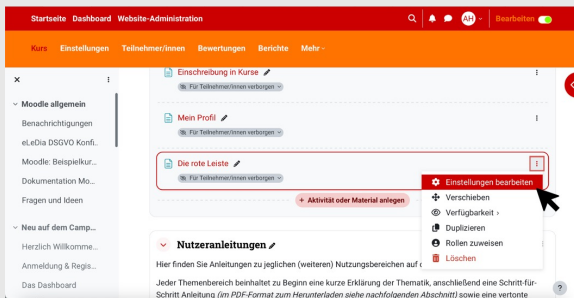 Startseite Dashboard Website-Administration AH Bearbeiten
Kurs Einstellungen Teilnehmer/innen Bewertungen Berichte Mehr
Moodle allgemein
Benachrichtigungen
eLeDia DSGVO Konfi..
Moodle: Beispielkur...
Dokumentation Mo...
Fragen und Ideen
Neu auf dem Camp...
Herzlich Willkomme...
Anmeldung & Regis...
Das Dashboard
Einschreibung in Kurse
Für Teilnehmer/innen verborgen
Mein Profil
Für Teilnehmer/innen verborgen
Die rote Leiste
Für Teilnehmer/innen verborgen
Einstellungen bearbeiten
Verschieben
Verfügbarkeit ›
Duplizieren
Rollen zuweisen
Löschen
+ Aktivität oder Material anlegen
Nutzeranleitungen
Hier finden Sie Anleitungen zu jeglichen (weiteren) Nutzungsbereichen auf
Jeder Themenbereich beinhaltet zu Beginn eine kurze Erklärung der Thematik, anschließend eine Schritt-für-
Schritt Anleitung (im PDF-Format zum Herunterladen siehe nachfolgenden Abschnitt) sowie eine vertonte
?